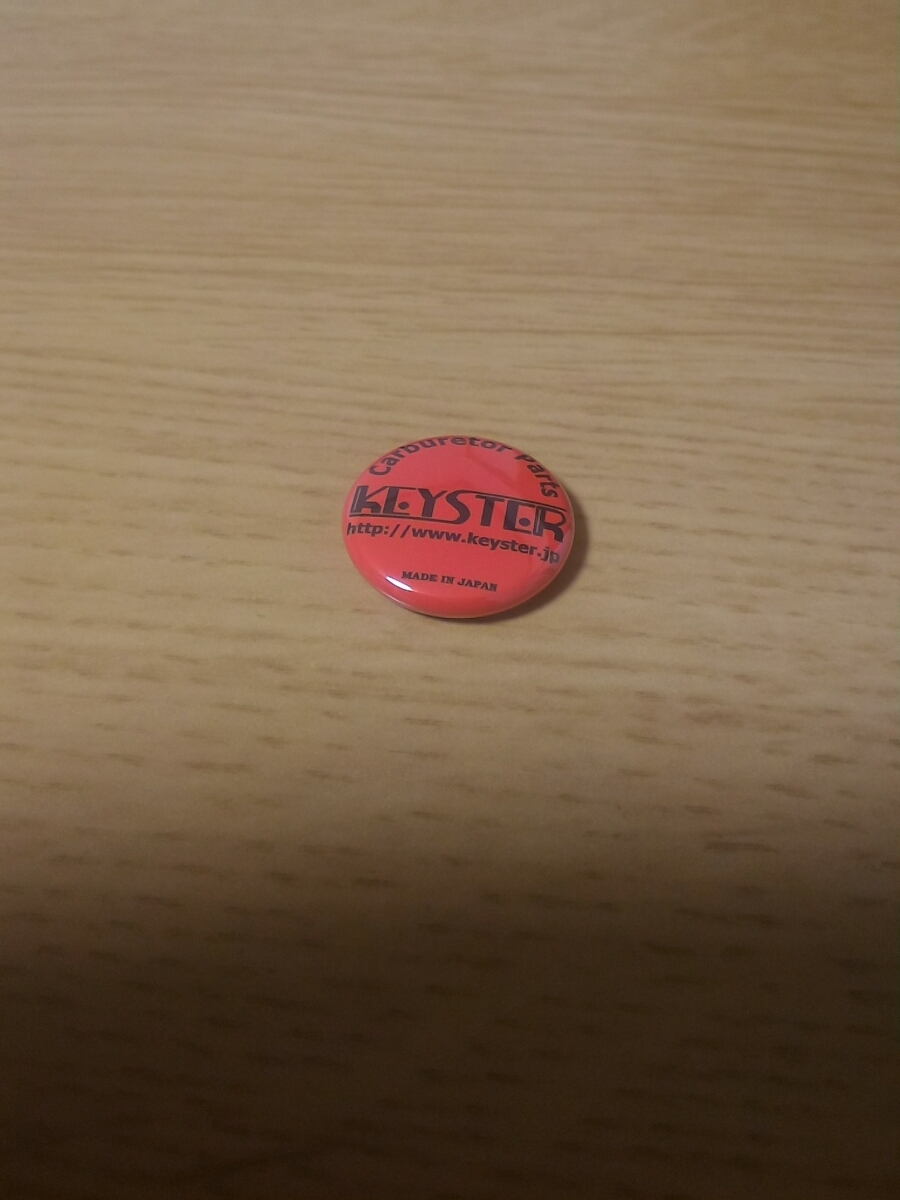 Carburetor Parts
KEYSTER
http://www.keyster.jp
MADE IN JAPAN